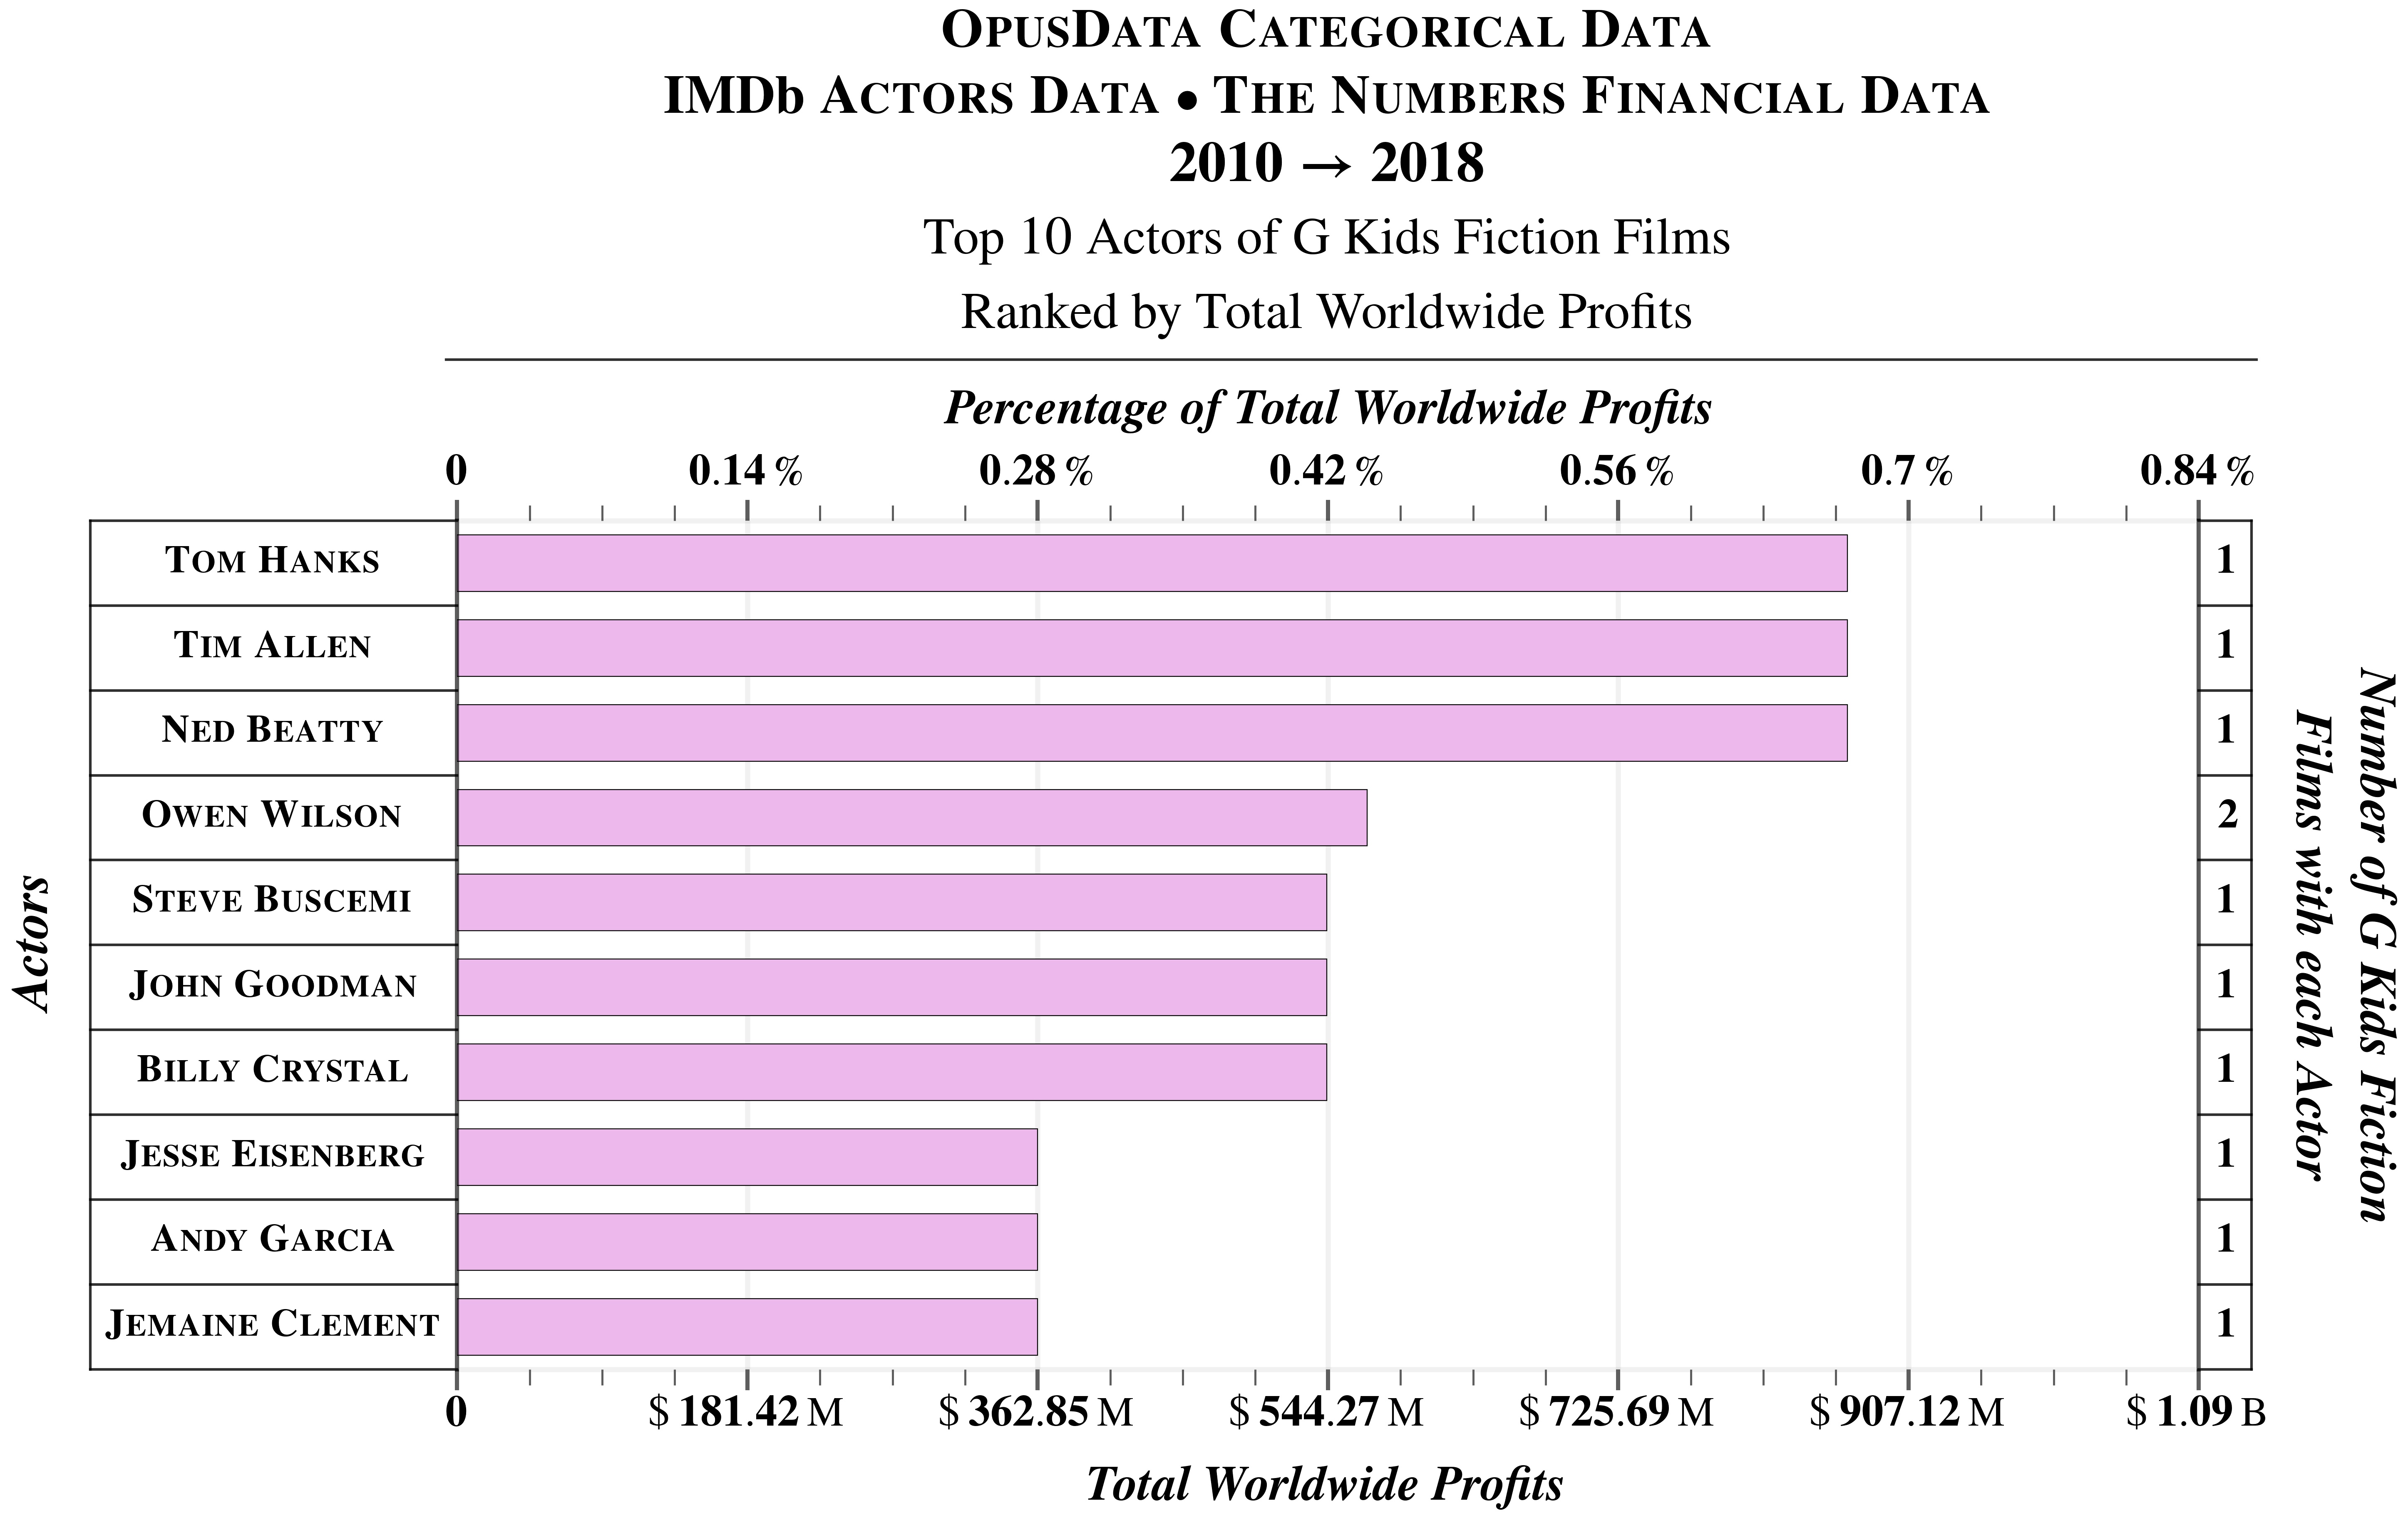 OpusData Categorical Data
IMDb Actors Data • The Numbers Financial Data
2010 → 2018
Top 10 Actors of G Kids Fiction Films
Ranked by Total Worldwide Profits
Percentage of Total Worldwide Profits
0 0.14 % 0.28 % 0.42 % 0.56 % 0.7 % 0.84 %
Actors
Tom Hanks 1
Tim Allen 1
Ned Beatty 1
Owen Wilson 2
Steve Buscemi 1
John Goodman 1
Billy Crystal 1
Jesse Eisenberg 1
Andy Garcia 1
Jemaine Clement 1
Number of G Kids Fiction
Films with each Actor
0 $ 181.42 M $ 362.85 M $ 544.27 M $ 725.69 M $ 907.12 M $ 1.09 B
Total Worldwide Profits